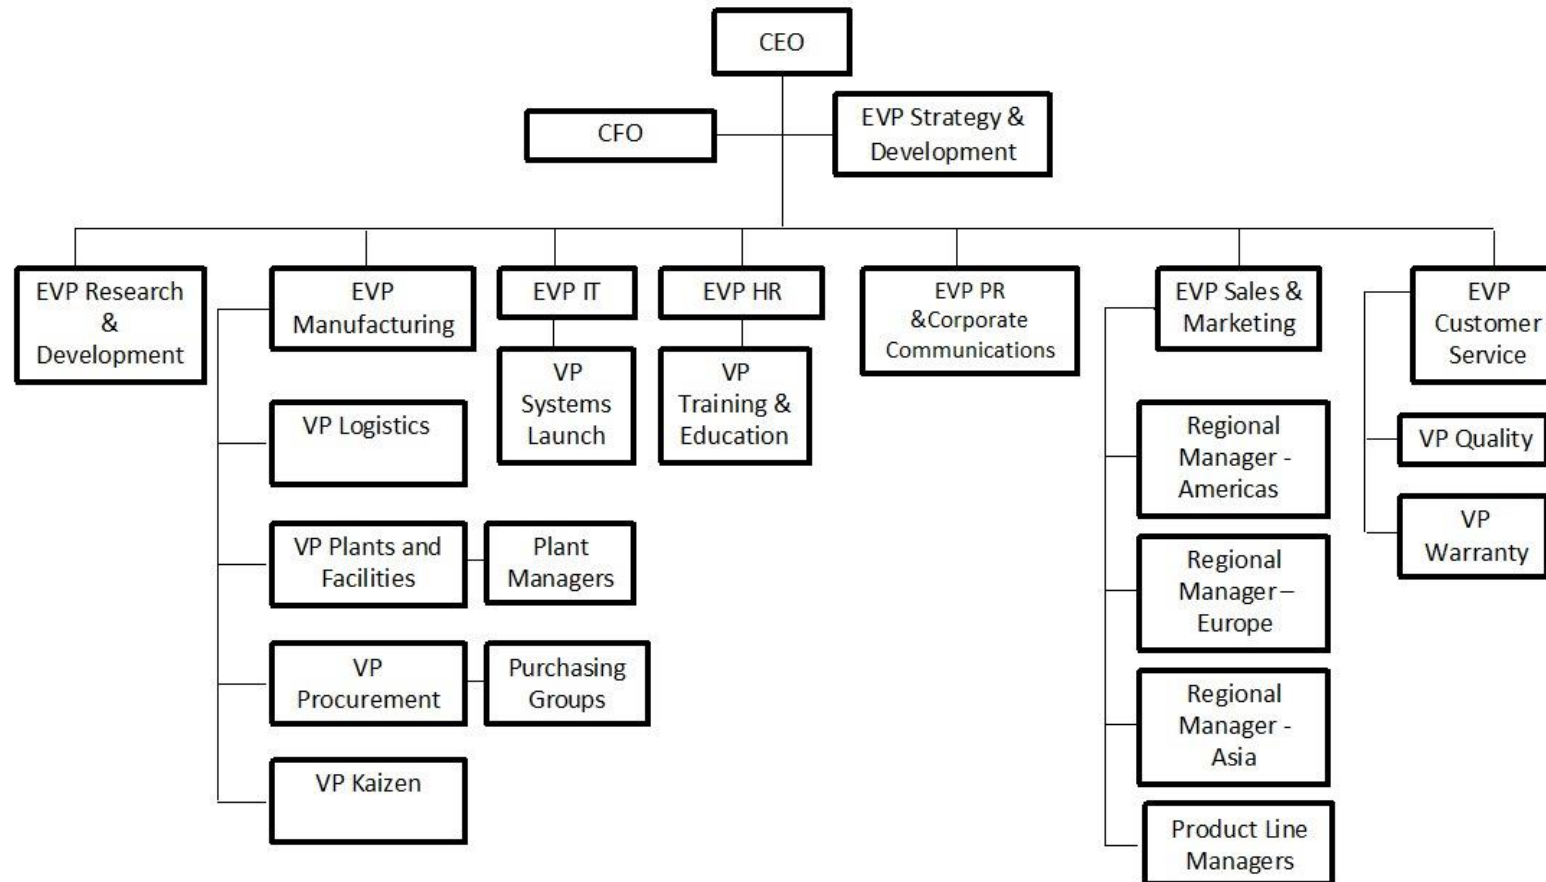 CEO
CFO
EVP Strategy &
Development
EVP Research
&
Development
EVP
Manufacturing
EVP IT
EVP HR
EVP PR
&Corporate
Communications
EVP Sales &
Marketing
EVP
Customer
Service
VP Logistics
VP Plants and
Facilities
Plant
Managers
VP
Procurement
Purchasing
Groups
VP Kaizen
VP
Systems
Launch
VP
Training &
Education
Regional
Manager -
Americas
Regional
Manager –
Europe
Regional
Manager -
Asia
Product Line
Managers
VP Quality
VP
Warranty